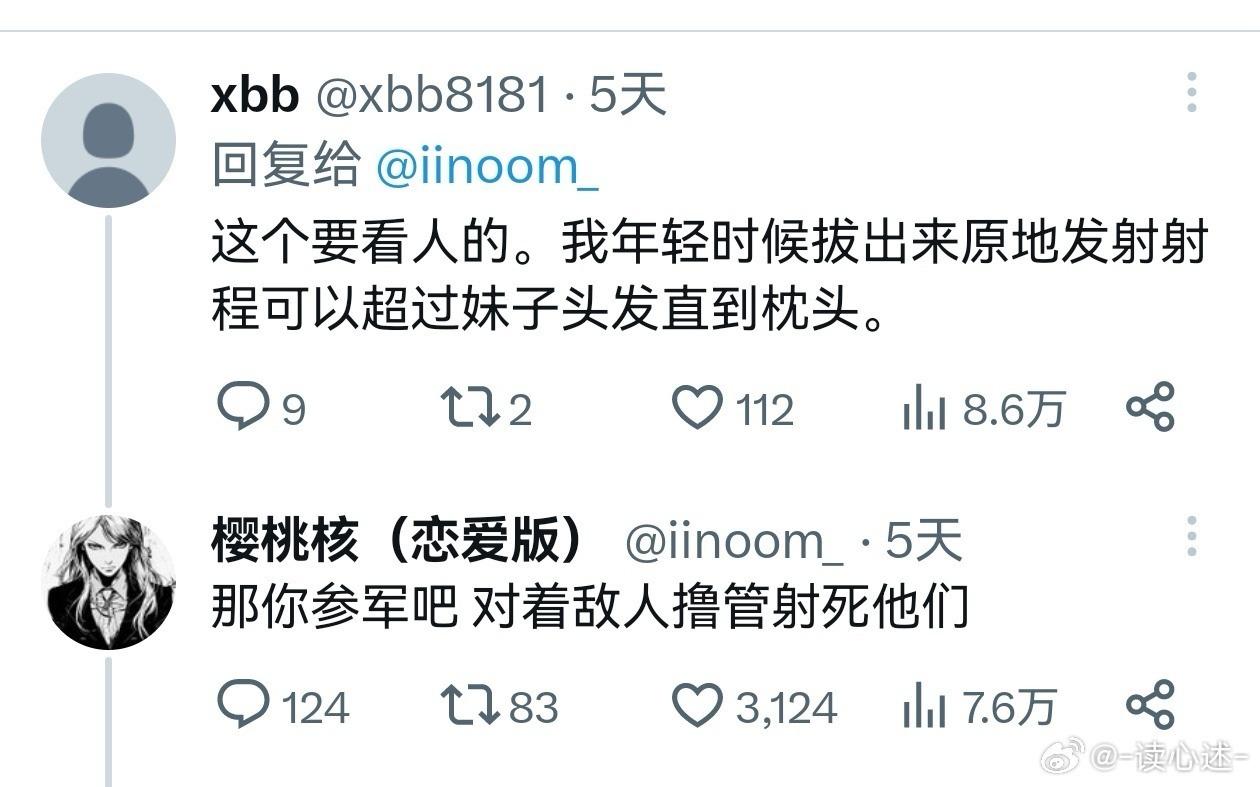 xbb @xbb8181 · 5天
回复给 @iinoom_
这个要看人的。我年轻时候拔出来原地发射射
程可以超过妹子头发直到枕头。
9 2 112 8.6万
樱桃核（恋爱版） @iinoom_ · 5天
那你参军吧 对着敌人撸管射死他们
124 83 3,124 7.6万
@-读心迷-